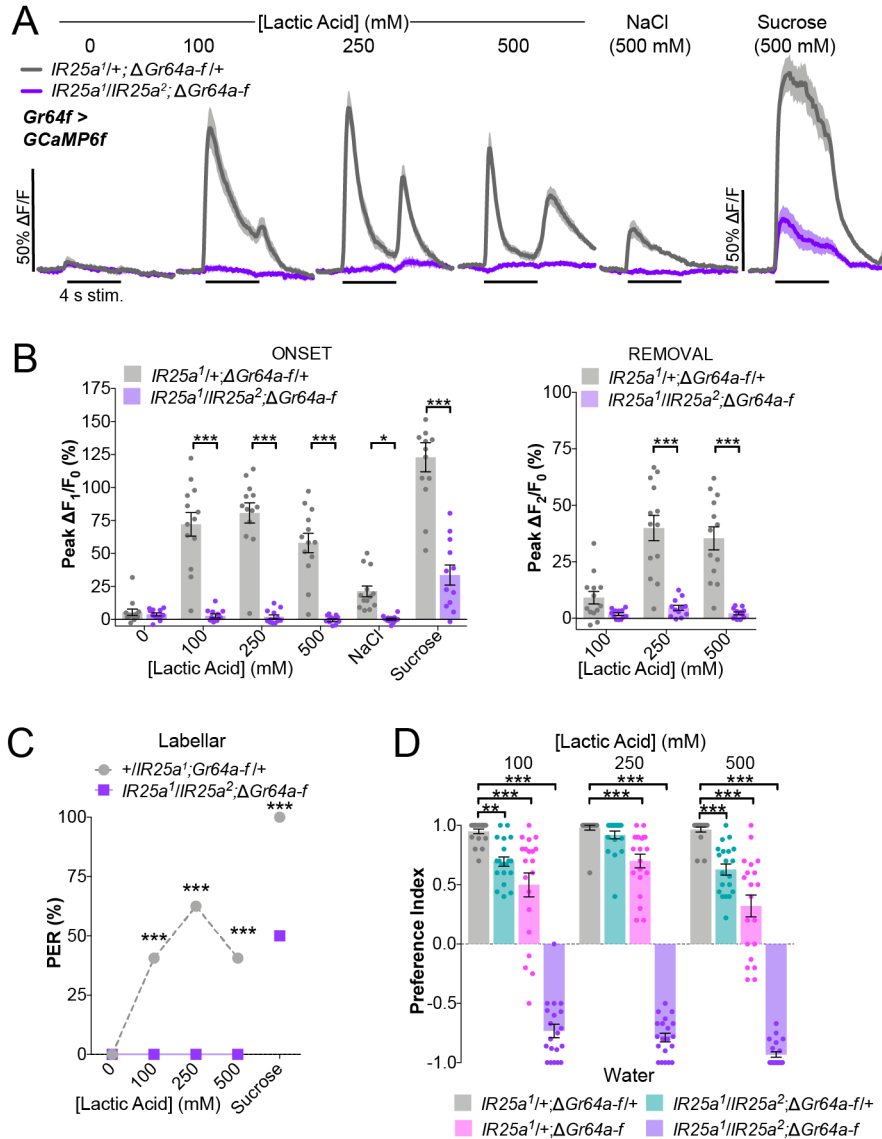 A
[Lactic Acid] (mM)
NaCl
Sucrose
0 100 250 500 (500 mM) (500 mM)
IR25a1/+;ΔGr64a-f/+
IR25a1/IR25a2;ΔGr64a-f
Gr64f >
GCaMP6f
50% ΔF/F
50% ΔF/F
4 s stim.
B
ONSET
IR25a1/+;ΔGr64a-f/+
IR25a1/IR25a2;ΔGr64a-f
Peak ΔF1/F0 (%)
175
150
125
100
75
50
25
0
*** *** *** * ***
0 100 250 500 NaCl Sucrose
[Lactic Acid] (mM)
REMOVAL
IR25a1/+;ΔGr64a-f/+
IR25a1/IR25a2;ΔGr64a-f
Peak ΔF2/F0 (%)
100
75
50
25
0
*** ***
100 250 500
[Lactic Acid] (mM)
C
Labellar
+/IR25a1;Gr64a-f/+
IR25a1/IR25a2;ΔGr64a-f
PER (%)
100
75
50
25
0
*** *** *** ***
0 100 250 500 Sucrose
[Lactic Acid] (mM)
D
[Lactic Acid] (mM)
100 250 500
*** *** ***
*** *** ***
** ***
Preference Index
1.0
0.5
0.0
-0.5
-1.0
Water
IR25a1/+;ΔGr64a-f/+
IR25a1/IR25a2;ΔGr64a-f/+
IR25a1/+;ΔGr64a-f
IR25a1/IR25a2;ΔGr64a-f